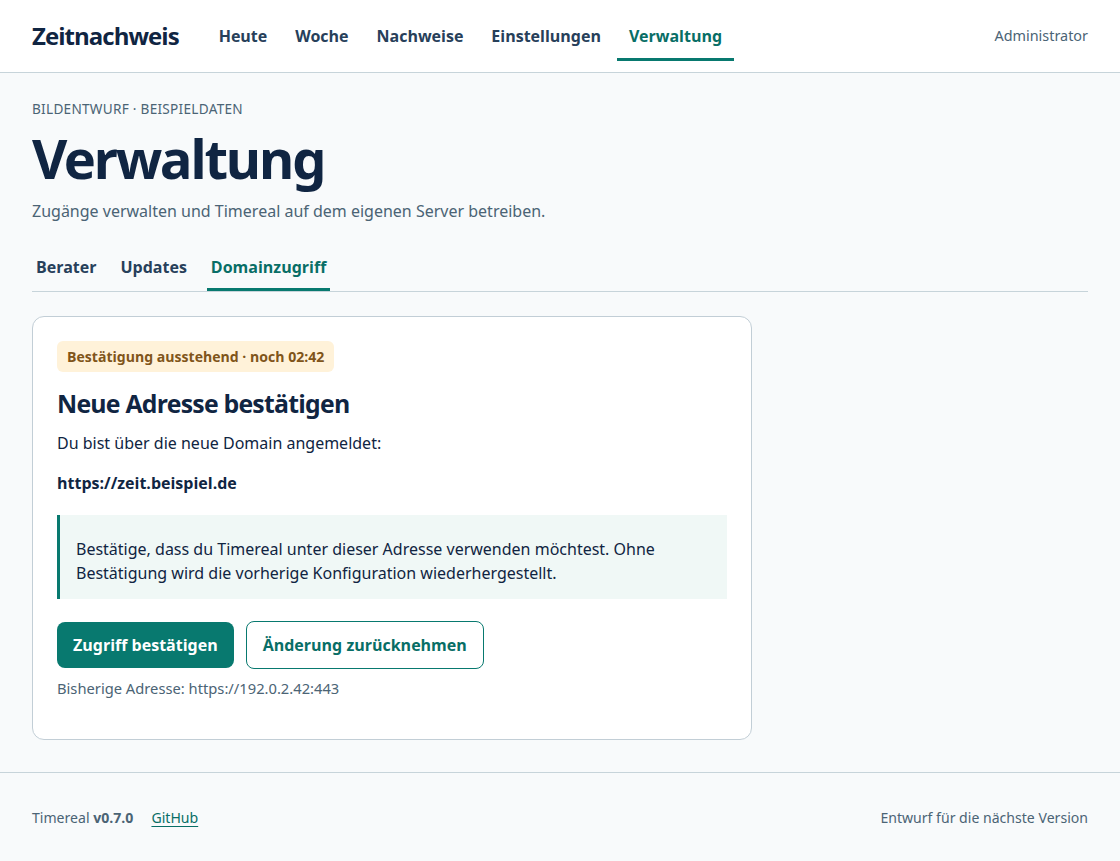 Zeitnachweis Heute Woche Nachweise Einstellungen Verwaltung Administrator
BILDENTWURF · BEISPIELDATEN
Verwaltung
Zugänge verwalten und Timereal auf dem eigenen Server betreiben.
Berater Updates Domainzugriff
Bestätigung ausstehend · noch 02:42
Neue Adresse bestätigen
Du bist über die neue Domain angemeldet:
https://zeit.beispiel.de
Bestätige, dass du Timereal unter dieser Adresse verwenden möchtest. Ohne
Bestätigung wird die vorherige Konfiguration wiederhergestellt.
Zugriff bestätigen Änderung zurücknehmen
Bisherige Adresse: https://192.0.2.42:443
Timereal v0.7.0 GitHub Entwurf für die nächste Version